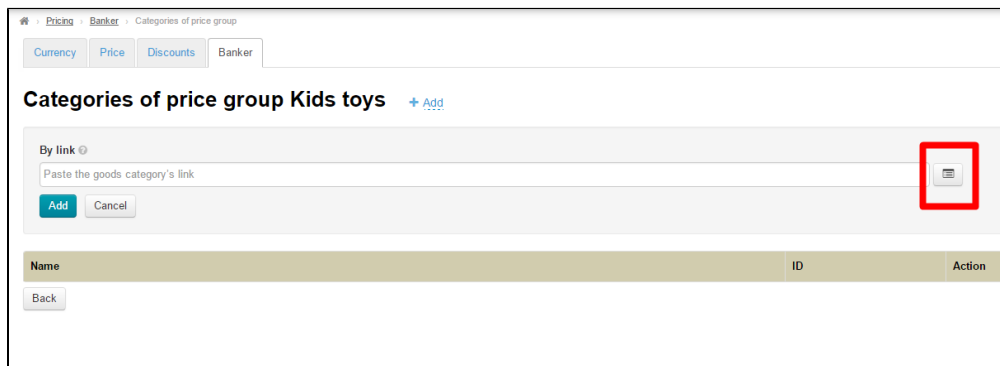 Pricing Banker Categories of price group
Currency Price Discounts Banker
Categories of price group Kids toys + Add
By link
Paste the goods category's link
Add Cancel
Name ID Action
Back